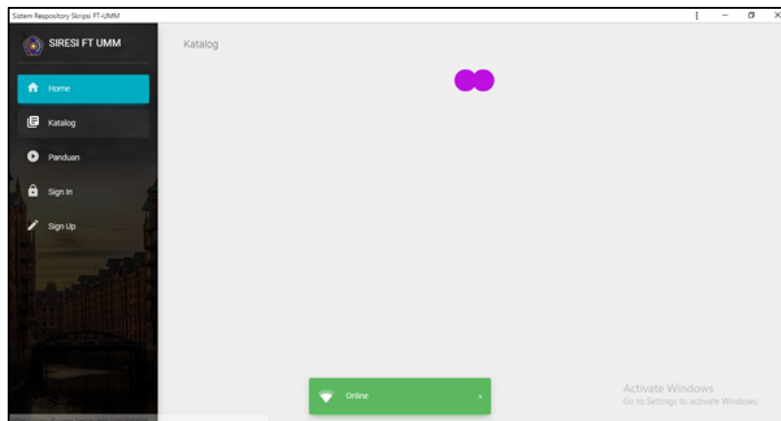 Sistem Respository Skripsi FT-UMM
SIRESI FT UMM
Katalog
Home
Katalog
Panduan
Sign In
Sign Up
Online
Activate Windows
Go to Settings to activate Windows.